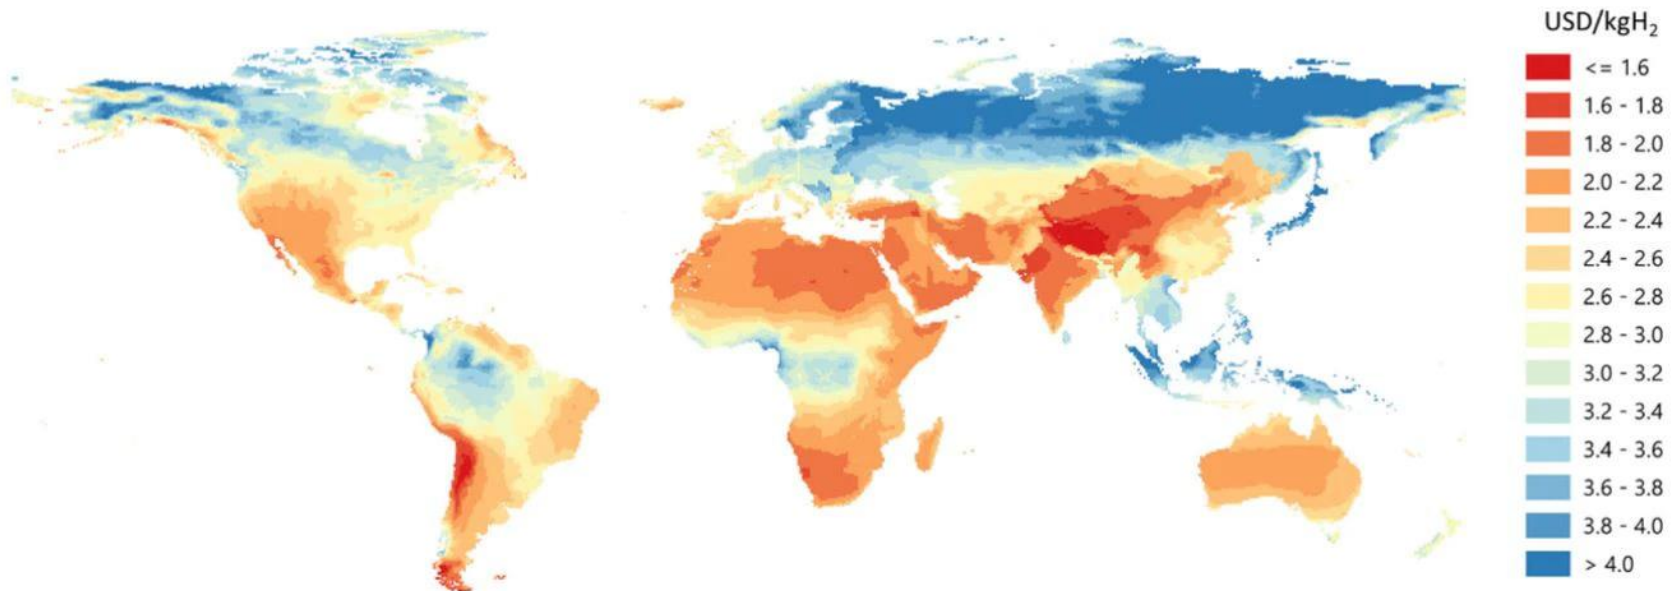 USD/kgH₂
<= 1.6
1.6 - 1.8
1.8 - 2.0
2.0 - 2.2
2.2 - 2.4
2.4 - 2.6
2.6 - 2.8
2.8 - 3.0
3.0 - 3.2
3.2 - 3.4
3.4 - 3.6
3.6 - 3.8
3.8 - 4.0
> 4.0